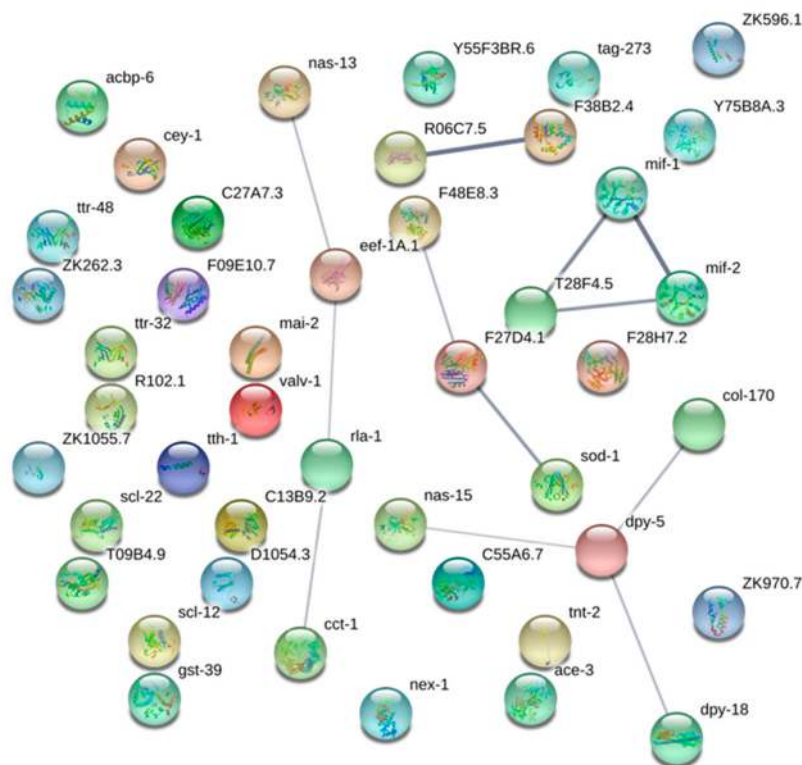 ZK596.1
Y55F3BR.6
tag-273
nas-13
acbp-6
F38B2.4
Y75B8A.3
R06C7.5
cey-1
mif-1
C27A7.3
F48E8.3
ttr-48
eef-1A.1
mif-2
ZK262.3
F09E10.7
T28F4.5
ttr-32
mai-2
F27D4.1
F28H7.2
R102.1
valv-1
col-170
ZK1055.7
tth-1
rla-1
sod-1
scl-22
C13B9.2
nas-15
dpy-5
T09B4.9
D1054.3
C55A6.7
ZK970.7
scl-12
cct-1
tnt-2
gst-39
nex-1
ace-3
dpy-18